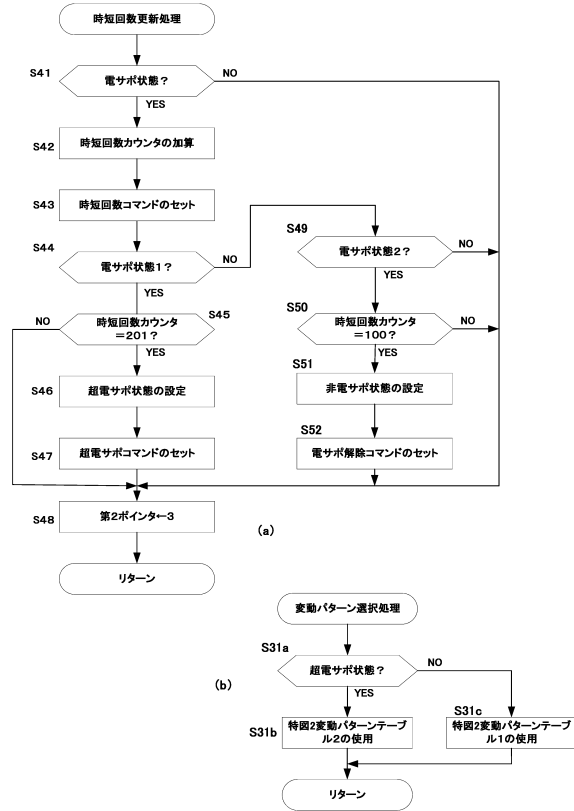 時短回数更新処理
S41
電サポ状態？
NO
YES
S42
時短回数カウンタの加算
S43
時短回数コマンドのセット
S44
電サポ状態1？
NO
YES
S49
電サポ状態2？
NO
YES
NO
時短回数カウンタ
＝201？
S45
YES
S50
時短回数カウンタ
＝100？
NO
YES
S46
超電サポ状態の設定
S51
非電サポ状態の設定
S47
超電サポコマンドのセット
S52
電サポ解除コマンドのセット
S48
第2ポインタ←3
(a)
リターン
変動パターン選択処理
S31a
超電サポ状態？
NO
YES
(b)
S31b
特図2変動パターンテーブ
ル2の使用
S31c
特図2変動パターンテーブ
ル1の使用
リターン